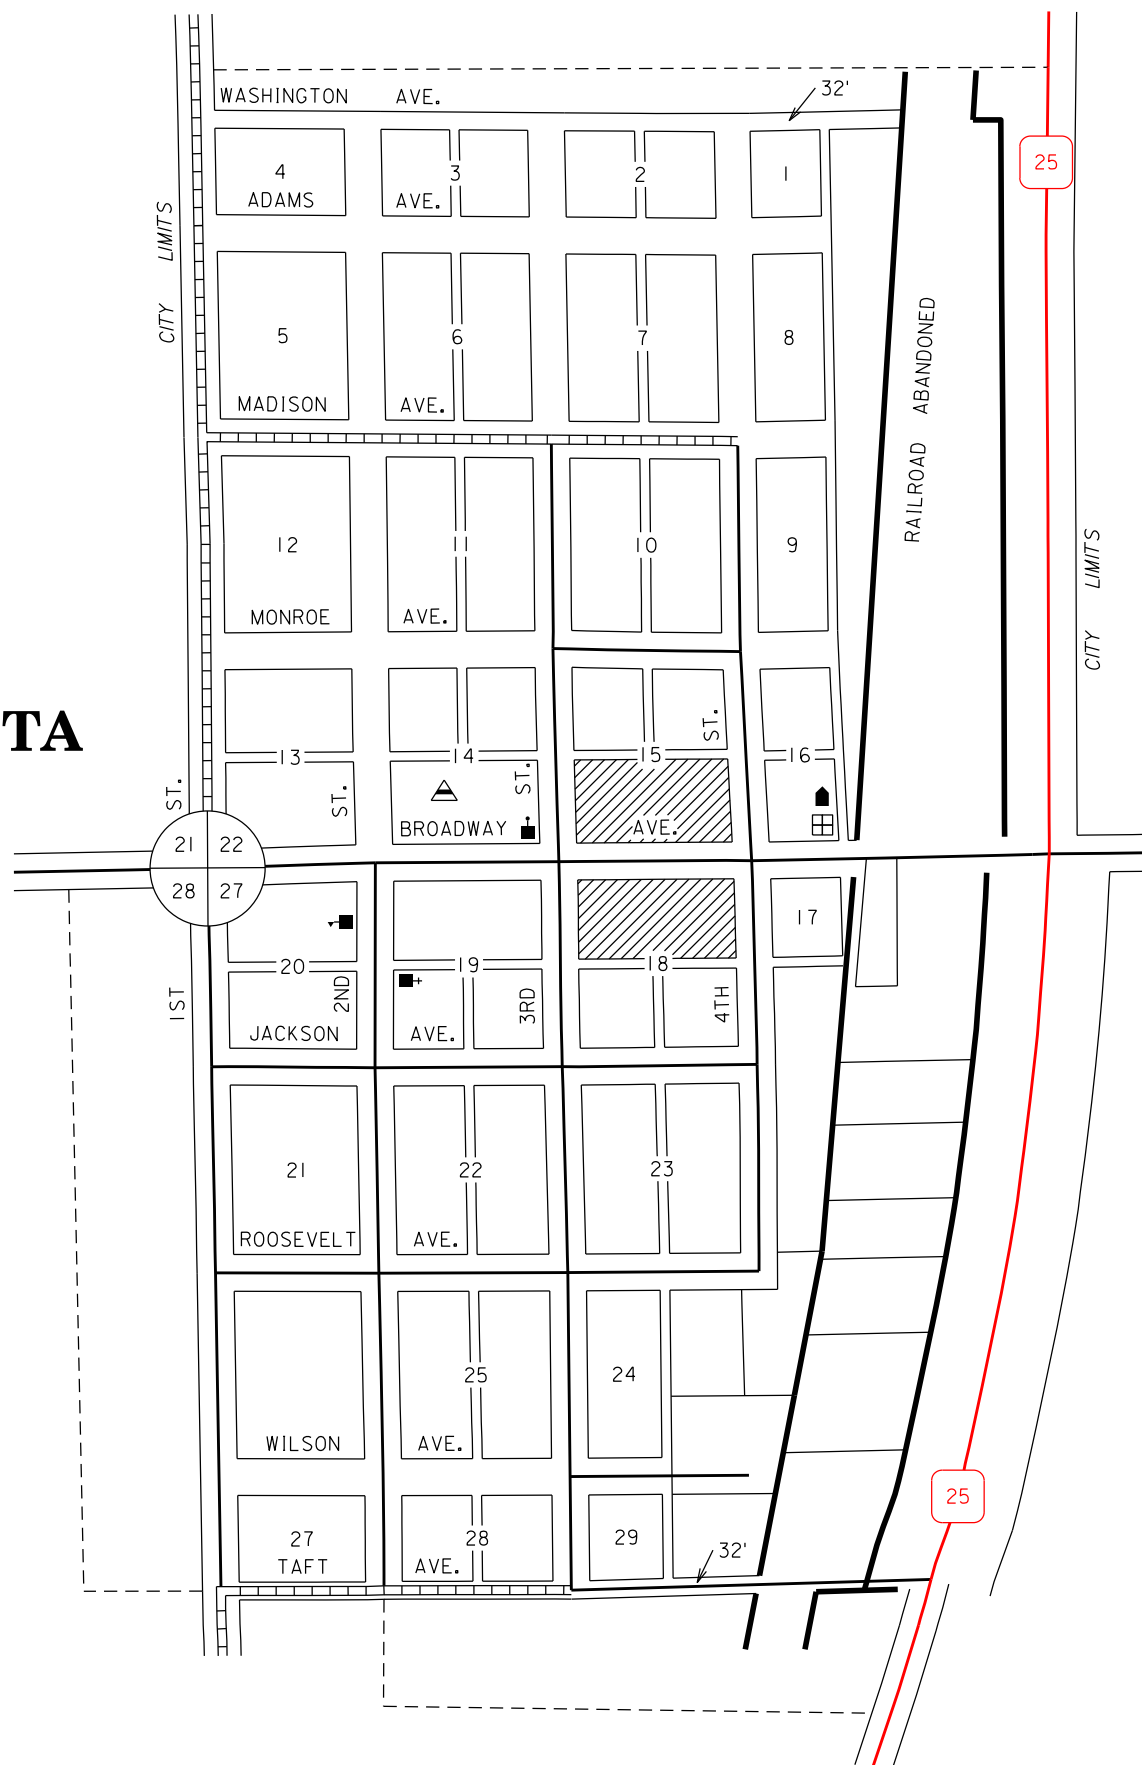 WASHINGTON AVE.
32'
25
4
3
2
1
ADAMS AVE.
CITY LIMITS
5
6
7
8
RAILROAD ABANDONED
MADISON AVE.
12
11
10
9
CITY LIMITS
MONROE AVE.
TA
ST.
13
14
15
16
ST.
ST.
ST.
BROADWAY AVE.
21 22
28 27
17
20
19
18
1ST
2ND
3RD
4TH
JACKSON AVE.
21
22
23
ROOSEVELT AVE.
25
24
WILSON AVE.
25
27
28
29
32'
TAFT AVE.